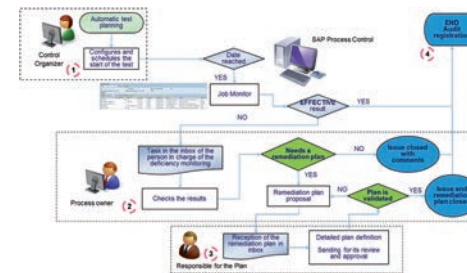 Automatic test
planning
Control
Organizer
1
Configures and
schedules the
start of the test
Date
reached
SAP Process Control
END
Audit
registration
4
YES
Job Monitor
EFFECTIVE
result
YES
NO
Task in the inbox of the
person in charge of the
deficiency monitoring
Needs a
remediation plan
NO
Issue closed
with
comments
Process owner
2
Checks the results
YES
Remediation plan
proposal
NO
Plan is
validated
YES
Issue and
remediation
plan closed
3
Reception of the
remediation plan in
inbox
Detailed plan definition
Sending for its review
and approval
Responsible for the Plan